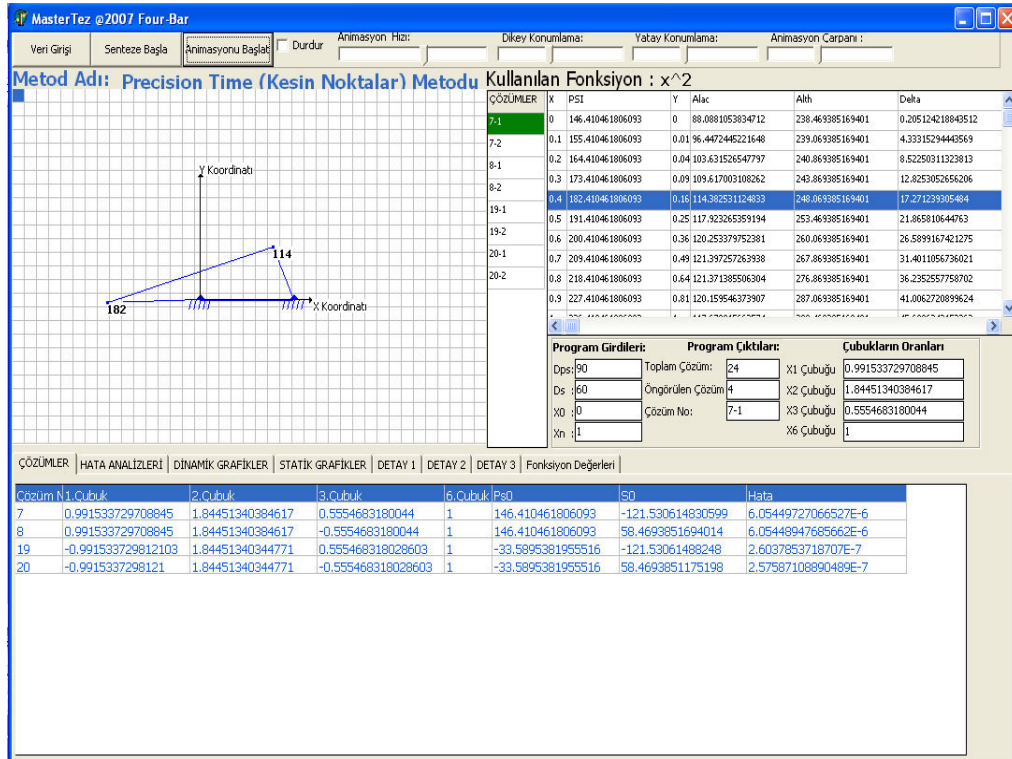 MasterTez @2007 Four-Bar
Veri Girişi
Senteze Başla
Animasyonu Başlat
Durdur
Animasyon Hızı:
Dikey Konumlama:
Yatay Konumlama:
Animasyon Çarpanı :
Metod Adı: Precision Time (Kesin Noktalar) Metodu
Kullanılan Fonksiyon : x^2
Y Koordinatı
114
182
X Koordinatı
ÇÖZÜMLER
7-1
7-2
8-1
8-2
19-1
19-2
20-1
20-2
X PSI Y Alac Alth Delta
0 146.410461806093 0 88.0881053834712 238.469385169401 0.205124218843512
0.1 155.410461806093 0.01 96.4472445221648 239.069385169401 4.33315294443569
0.2 164.410461806093 0.04 103.631526547797 240.869385169401 8.52250311323813
0.3 173.410461806093 0.09 109.617003108262 243.869385169401 12.8253052656206
0.4 182.410461806093 0.16 114.382531124833 248.069385169401 17.271239305484
0.5 191.410461806093 0.25 117.923265359194 253.469385169401 21.865810644763
0.6 200.410461806093 0.36 120.253379752381 260.069385169401 26.5899167421275
0.7 209.410461806093 0.49 121.397257263938 267.869385169401 31.4011056736021
0.8 218.410461806093 0.64 121.371385506304 276.869385169401 36.2352557758702
0.9 227.410461806093 0.81 120.159546373907 287.069385169401 41.0062720899624
Program Girdileri:
Dps: 90
Ds : 60
X0 : 0
Xn : 1
Program Çıktıları:
Toplam Çözüm: 24
Öngörülen Çözüm 4
Çözüm No: 7-1
Çubukların Oranları
X1 Çubuğu 0.991533729708845
X2 Çubuğu 1.84451340384617
X3 Çubuğu 0.5554683180044
X6 Çubuğu 1
ÇÖZÜMLER HATA ANALİZLERİ DİNAMİK GRAFİKLER STATİK GRAFİKLER DETAY 1 DETAY 2 DETAY 3 Fonksiyon Değerleri
Çözüm N 1.Çubuk 2.Çubuk 3.Çubuk 6.Çubuk Ps0 S0 Hata
7 0.991533729708845 1.84451340384617 0.5554683180044 1 146.410461806093 -121.530614830599 6.05449727066527E-6
8 0.991533729708845 1.84451340384617 -0.5554683180044 1 146.410461806093 58.4693851694014 6.05448947685662E-6
19 -0.991533729812103 1.84451340344771 0.555468318028603 1 -33.5895381955516 -121.53061488248 2.6037853718707E-7
20 -0.9915337298121 1.84451340344771 -0.555468318028603 1 -33.5895381955516 58.4693851175198 2.57587108890489E-7